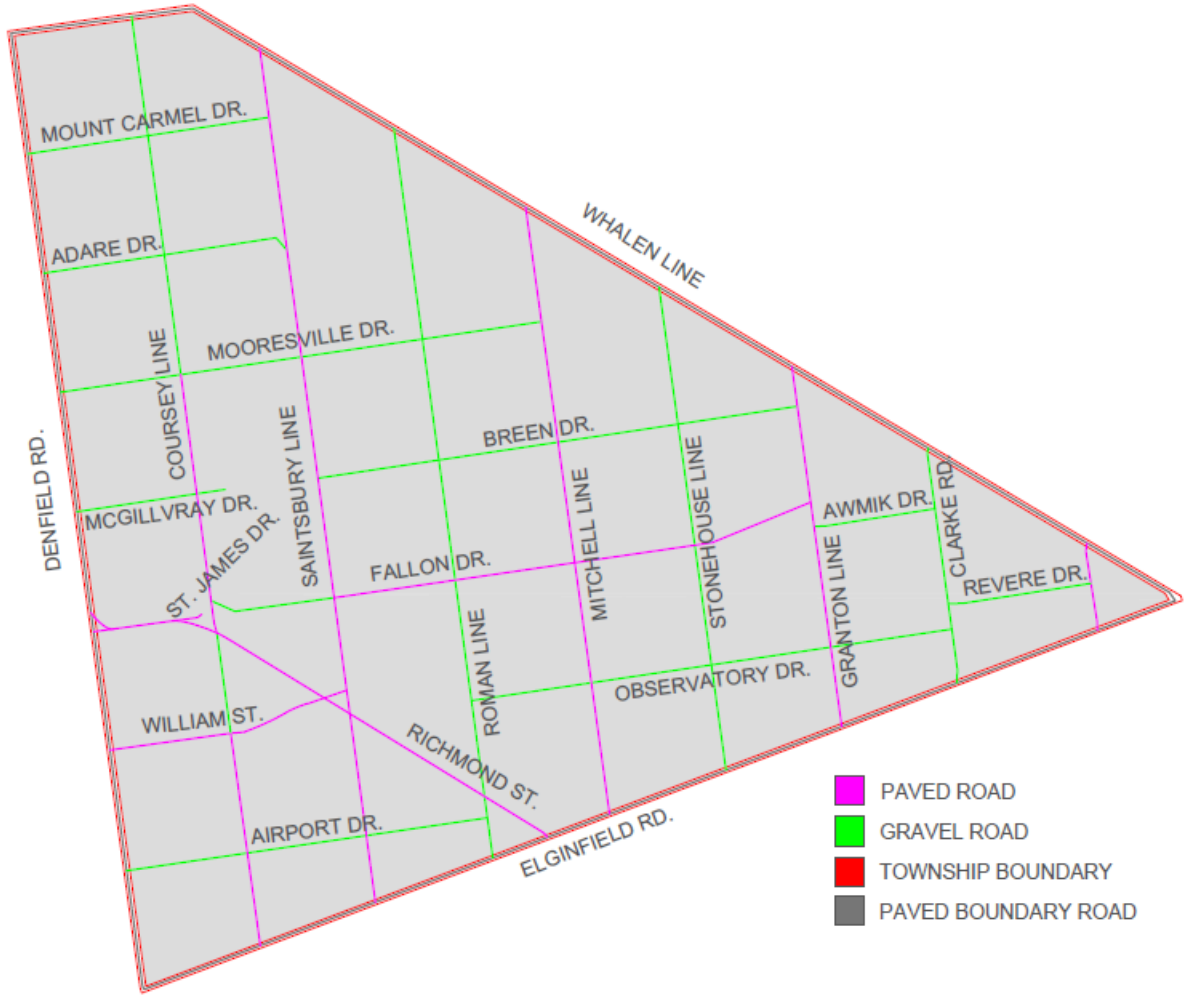 MOUNT CARMEL DR.
WHALEN LINE
ADARE DR.
MOORESVILLE DR.
COURSEY LINE
DENFIELD RD.
SAINTSBURY LINE
BREEN DR.
MCGILLVRAY DR.
ST. JAMES DR.
FALLON DR.
MITCHELL LINE
STONEHOUSE LINE
AWMIK DR.
CLARKE RD.
GRANTON LINE
REVERE DR.
ROMAN LINE
OBSERVATORY DR.
WILLIAM ST.
RICHMOND ST.
AIRPORT DR.
ELGINFIELD RD.
PAVED ROAD
GRAVEL ROAD
TOWNSHIP BOUNDARY
PAVED BOUNDARY ROAD